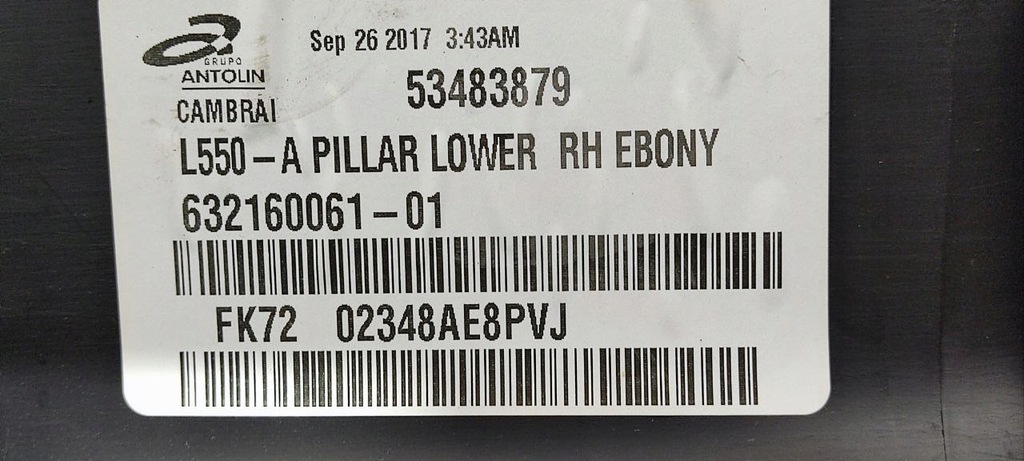 Sep 26 2017 3:43AM
GRUPO
ANTOLIN
53483879
CAMBRAI
L550-A PILLAR LOWER RH EBONY
632160061-01
FK72 02348AE8PVJ